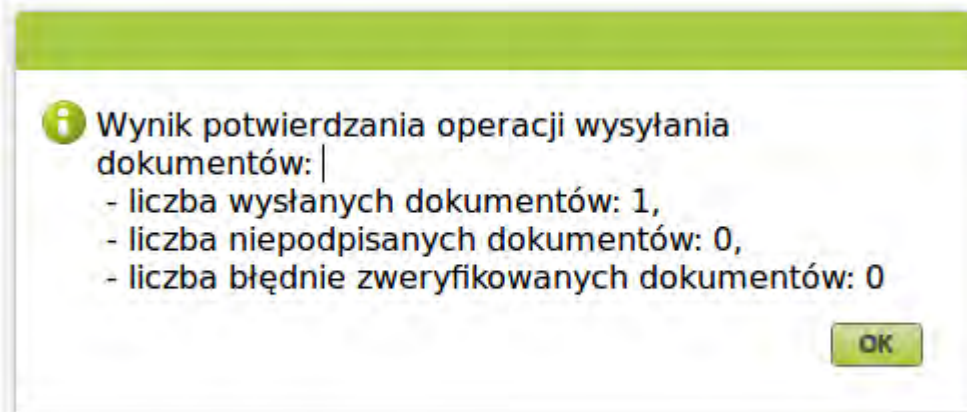 Wynik potwierdzania operacji wysyłania
dokumentów:
- liczba wysłanych dokumentów: 1,
- liczba niepodpisanych dokumentów: 0,
- liczba błędnie zweryfikowanych dokumentów: 0
OK